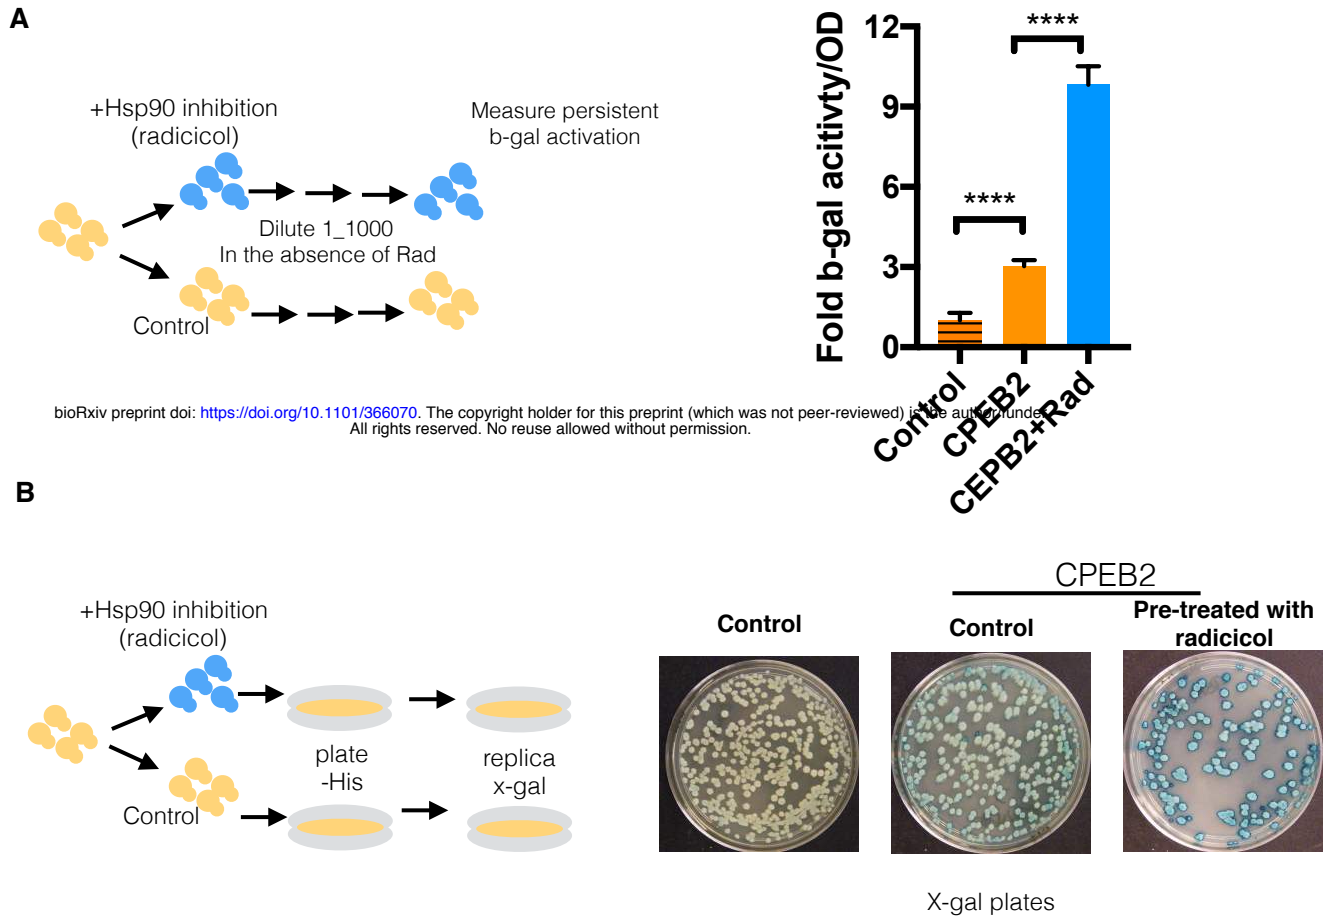 A
+Hsp90 inhibition
(radicicol)
Measure persistent
b-gal activation
Dilute 1_1000
In the absence of Rad
Control
Fold b-gal acitivty/OD
12
9
6
3
0
****
****
Control
CPEB2
CEPB2+Rad
bioRxiv preprint doi: https://doi.org/10.1101/366070. The copyright holder for this preprint (which was not peer-reviewed) is the author/funder.
All rights reserved. No reuse allowed without permission.
B
+Hsp90 inhibition
(radicicol)
Control
plate
-His
replica
x-gal
CPEB2
Control
Control
Pre-treated with
radicicol
X-gal plates